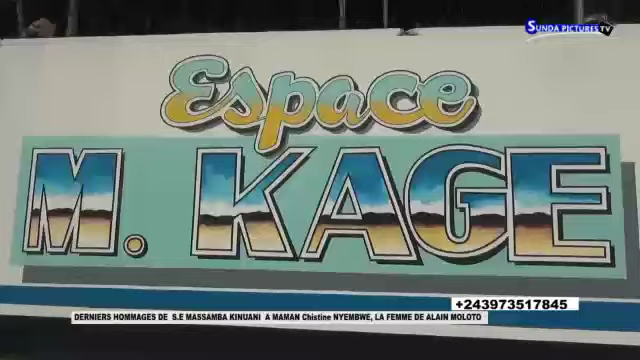 SUNDA PICTURES TV
Espace
M. KAGE
+243973517845
DERNIERS HOMMAGES DE S.E MASSAMBA KINUANI A MAMAN Chistine NYEMBWE, LA FEMME DE ALAIN MOLOTO